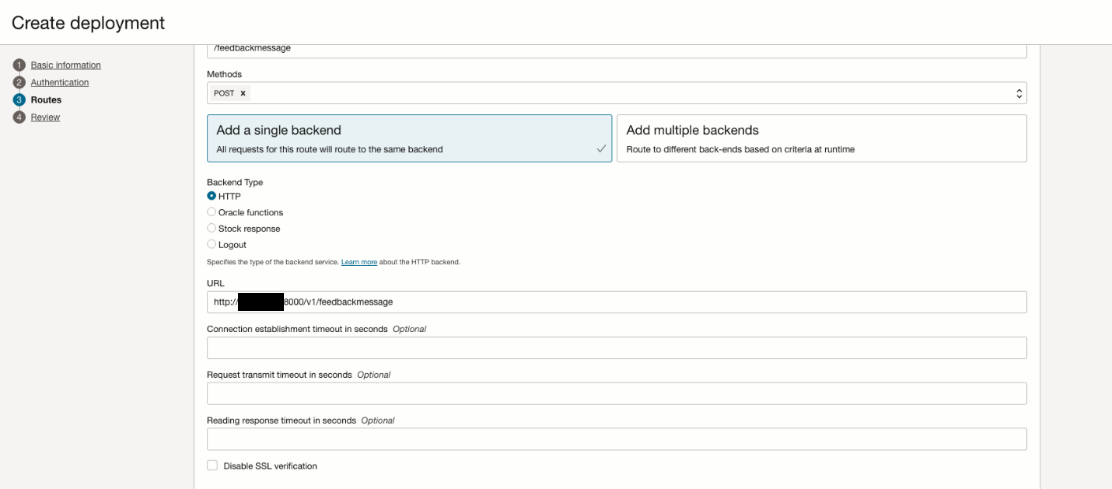 Create deployment
1 Basic information
2 Authentication
3 Routes
4 Review
/feedbackmessage
Methods
POST x
Add a single backend
All requests for this route will route to the same backend
Add multiple backends
Route to different back-ends based on criteria at runtime
Backend Type
HTTP
Oracle functions
Stock response
Logout
Specifies the type of the backend service. Learn more about the HTTP backend.
URL
http:/ 8000/v1/feedbackmessage
Connection establishment timeout in seconds Optional
Request transmit timeout in seconds Optional
Reading response timeout in seconds Optional
Disable SSL verification